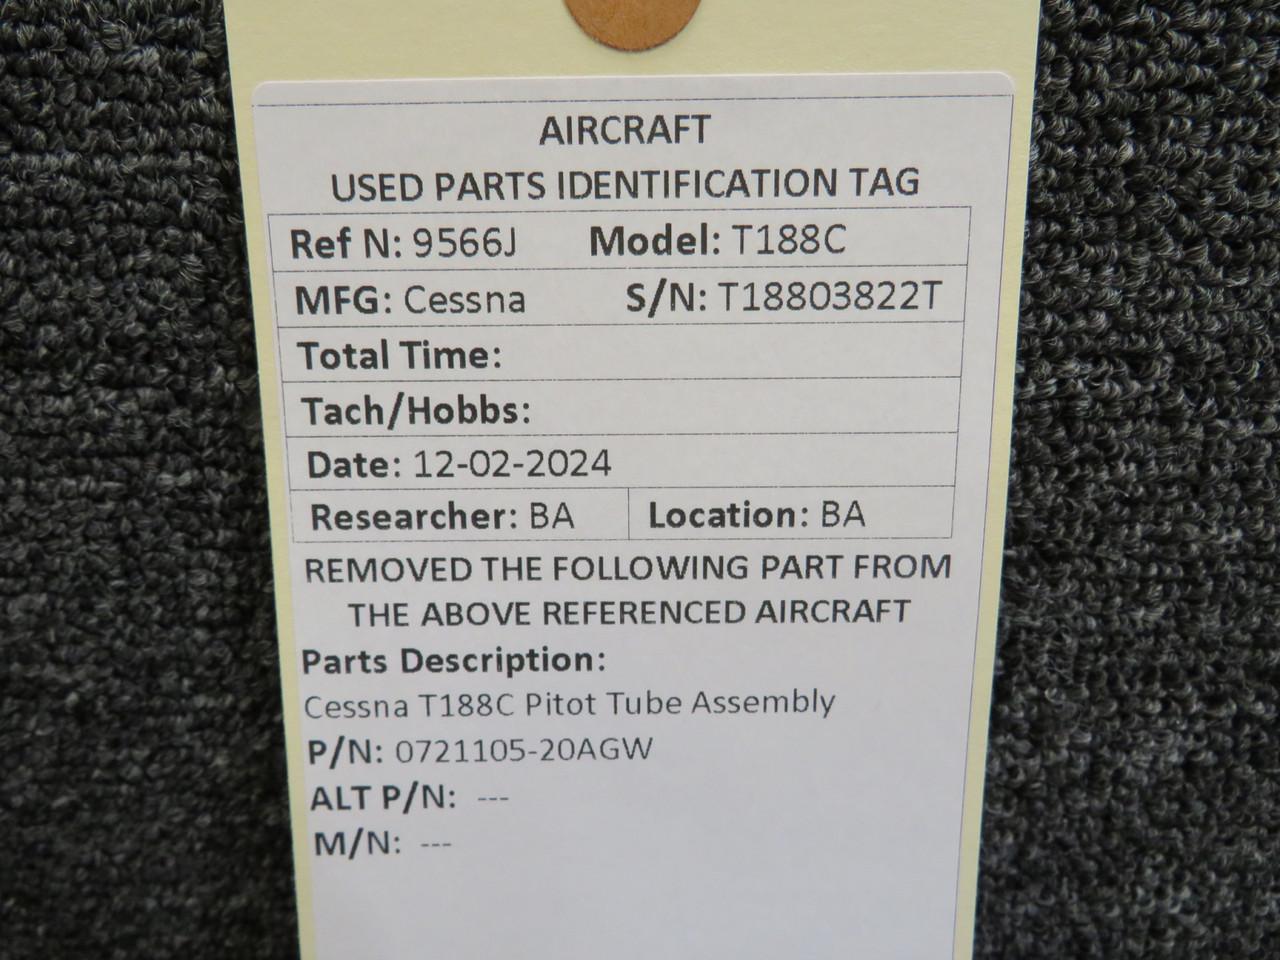 AIRCRAFT
USED PARTS IDENTIFICATION TAG
Ref N: 9566J Model: T188C
MFG: Cessna S/N: T18803822T
Total Time:
Tach/Hobbs:
Date: 12-02-2024
Researcher: BA Location: BA
REMOVED THE FOLLOWING PART FROM
THE ABOVE REFERENCED AIRCRAFT
Parts Description:
Cessna T188C Pitot Tube Assembly
P/N: 0721105-20AGW
ALT P/N: ---
M/N: ---